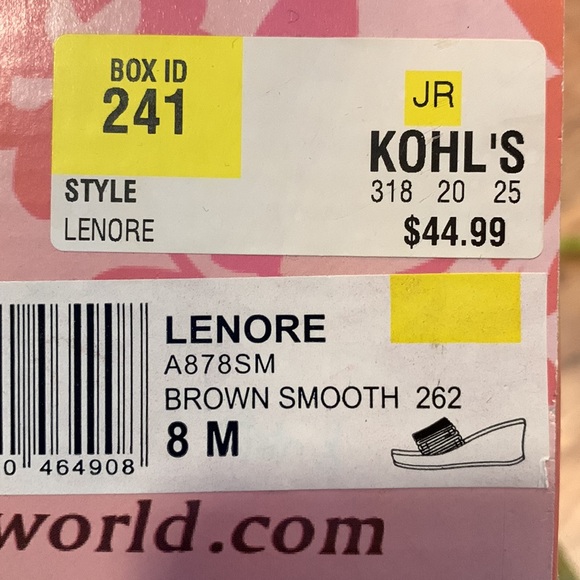 BOX ID
241
JR
KOHL'S
STYLE
318 20 25
LENORE
$44.99
LENORE
A878SM
BROWN SMOOTH 262
8 M
0 464908
world.com